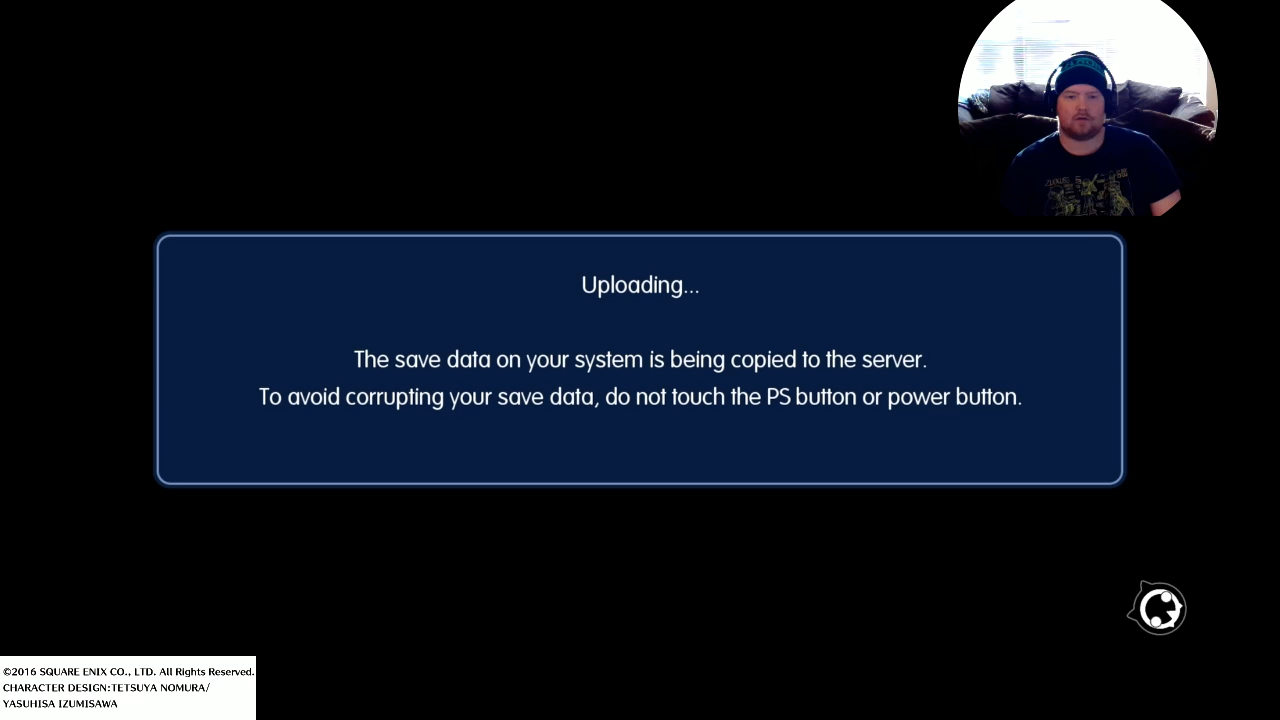 Uploading...
The save data on your system is being copied to the server.
To avoid corrupting your save data, do not touch the PS button or power button.
©2016 SQUARE ENIX CO., LTD. All Rights Reserved.
CHARACTER DESIGN:TETSUYA NOMURA/
YASUHISA IZUMISAWA